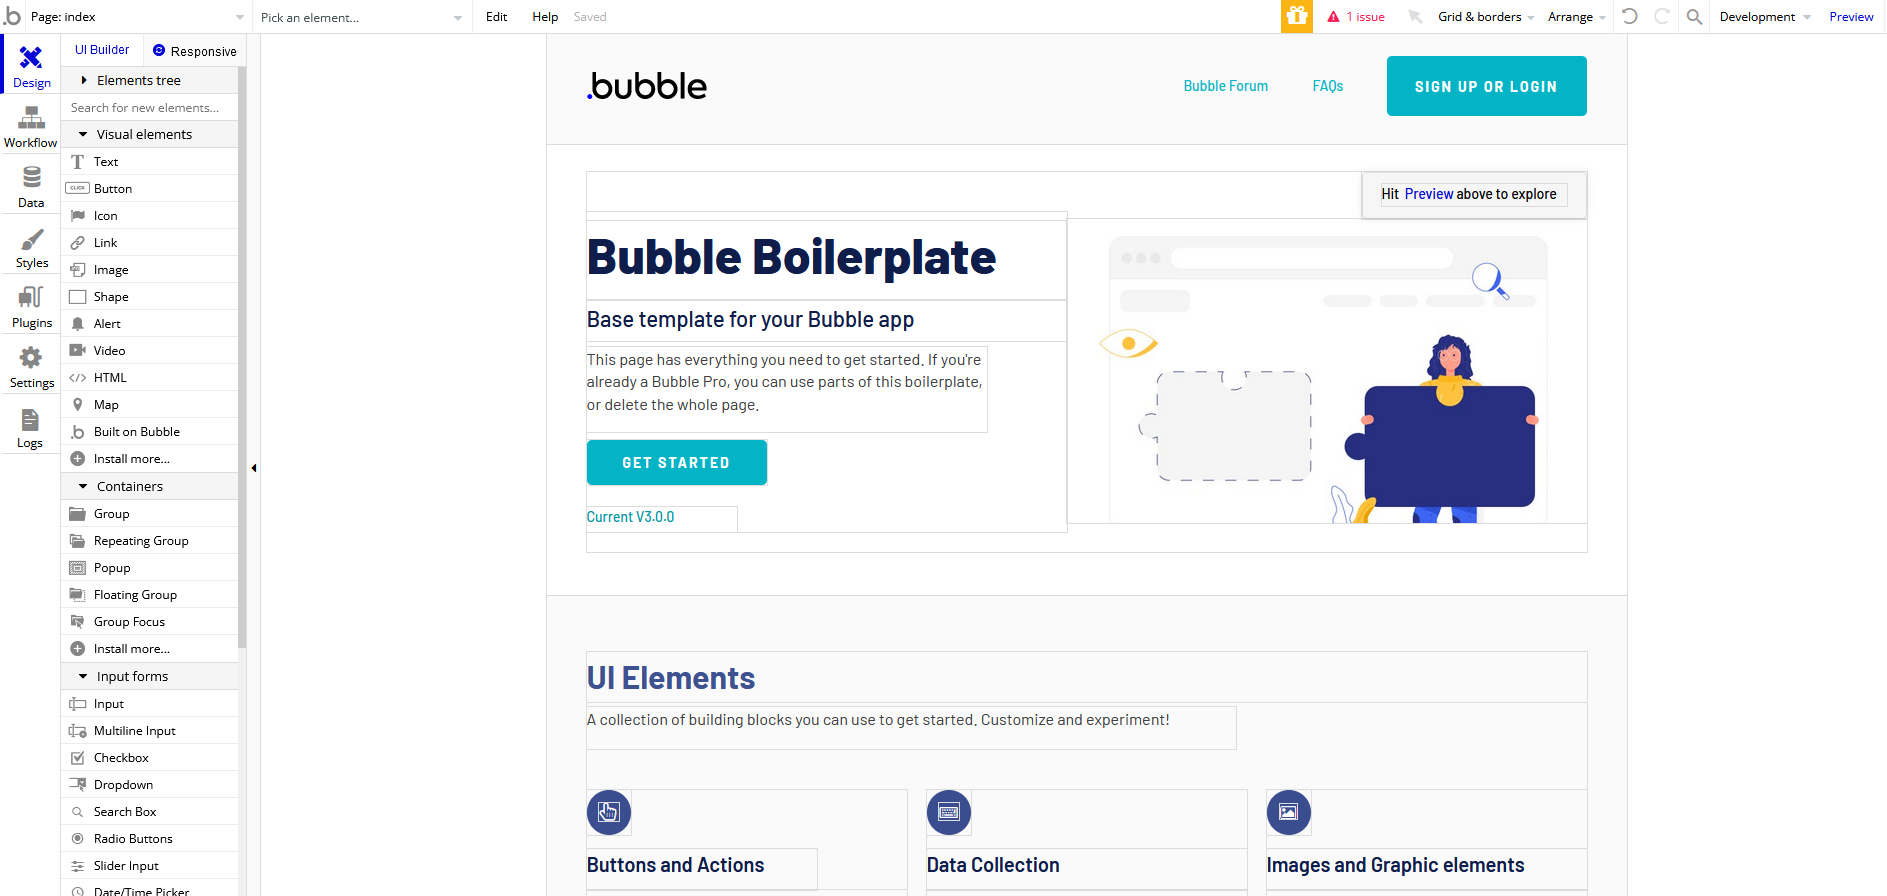 Page: index
Pick an element...
Edit
Help
Saved
1 issue
Grid & borders
Arrange
Development
Preview
Design
Workflow
Data
Styles
Plugins
Settings
Logs
UI Builder
Responsive
Elements tree
Search for new elements...
Visual elements
Text
CLICK Button
Icon
Link
Image
Shape
Alert
Video
</> HTML
Map
Built on Bubble
Install more...
Containers
Group
Repeating Group
Popup
Floating Group
Group Focus
Install more...
Input forms
Input
Multiline Input
Checkbox
Dropdown
Search Box
Radio Buttons
Slider Input
Date/Time Picker
.bubble
Bubble Forum
FAQs
SIGN UP OR LOGIN
Hit Preview above to explore
Bubble Boilerplate
Base template for your Bubble app
This page has everything you need to get started. If you're
already a Bubble Pro, you can use parts of this boilerplate,
or delete the whole page.
GET STARTED
Current V3.0.0
UI Elements
A collection of building blocks you can use to get started. Customize and experiment!
Buttons and Actions
Data Collection
Images and Graphic elements